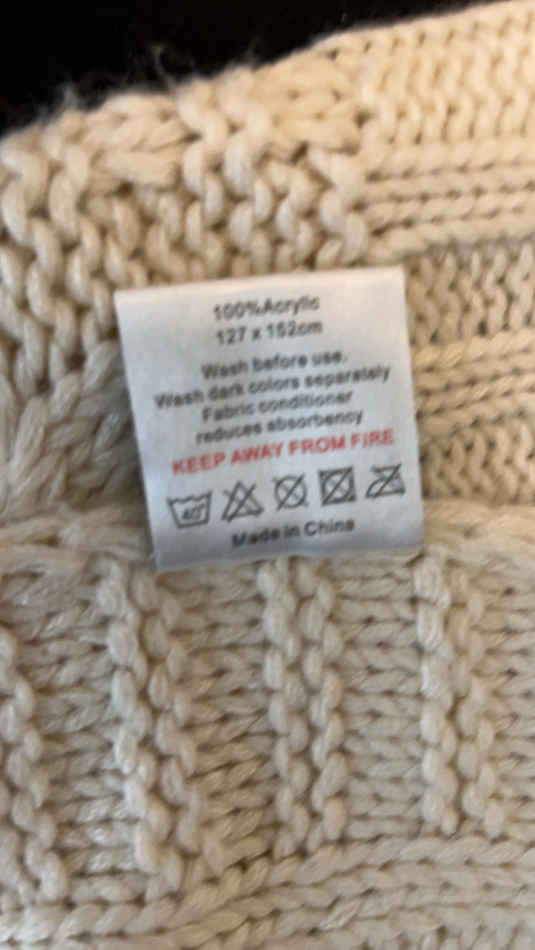 100%Acrylic
127 x 152cm
Wash before use.
Wash dark colors separately
Fabric conditioner
reduces absorbency
KEEP AWAY FROM FIRE
40
Made in China